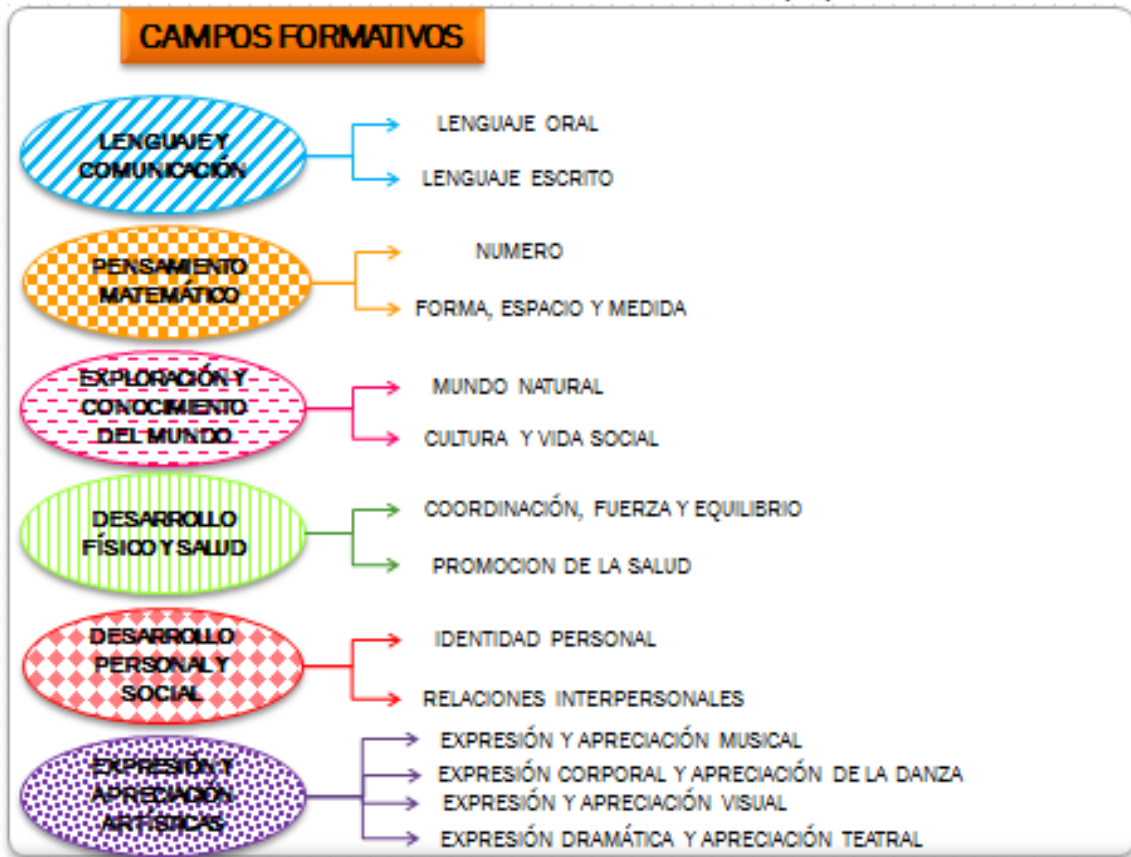 CAMPOS FORMATIVOS
LENGUAJE Y
COMUNICACIÓN
LENGUAJE ORAL
LENGUAJE ESCRITO
PENSAMIENTO
MATEMÁTICO
NUMERO
FORMA, ESPACIO Y MEDIDA
EXPLORACIÓN Y
CONOCIMIENTO
DEL MUNDO
MUNDO NATURAL
CULTURA Y VIDA SOCIAL
DESARROLLO
FÍSICO Y SALUD
COORDINACIÓN, FUERZA Y EQUILIBRIO
PROMOCION DE LA SALUD
DESARROLLO
PERSONAL Y
SOCIAL
IDENTIDAD PERSONAL
RELACIONES INTERPERSONALES
EXPRESIÓN Y
APRECIACIÓN
ARTÍSTICAS
EXPRESIÓN Y APRECIACIÓN MUSICAL
EXPRESIÓN CORPORAL Y APRECIACIÓN DE LA DANZA
EXPRESIÓN Y APRECIACIÓN VISUAL
EXPRESIÓN DRAMÁTICA Y APRECIACIÓN TEATRAL